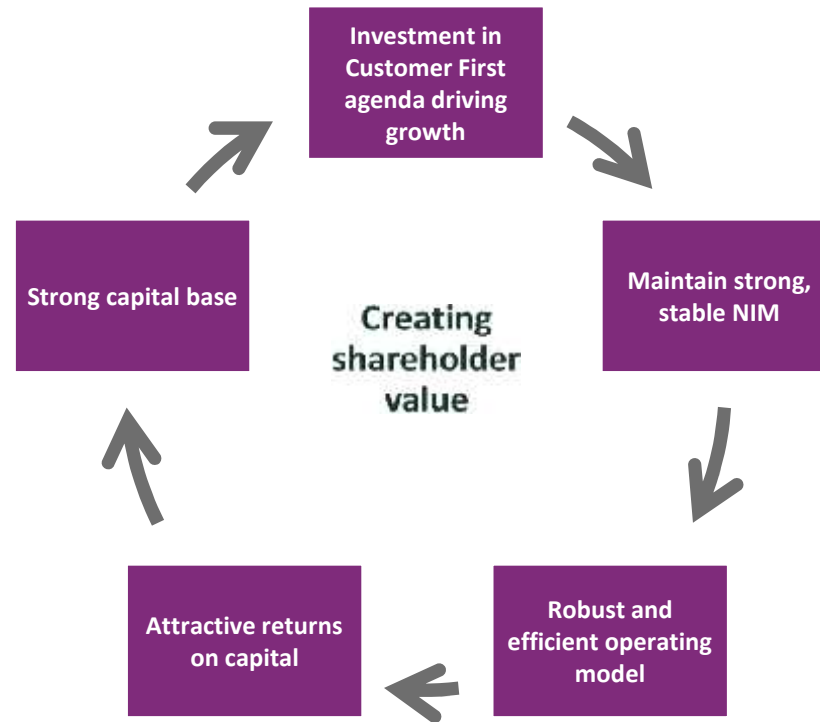 Investment in
Customer First
agenda driving
growth
Strong capital base
Maintain strong,
stable NIM
Creating
shareholder
value
Attractive returns
on capital
Robust and
efficient operating
model